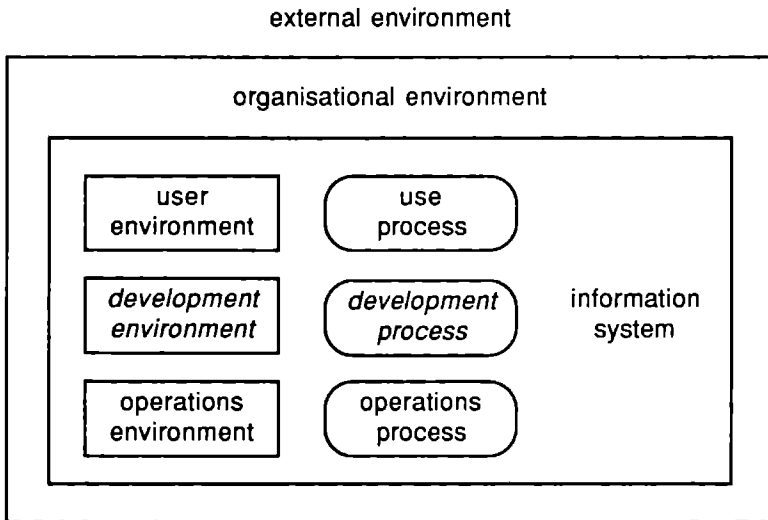 external environment
organisational environment
user
environment
use
process
development
environment
development
process
information
system
operations
environment
operations
process